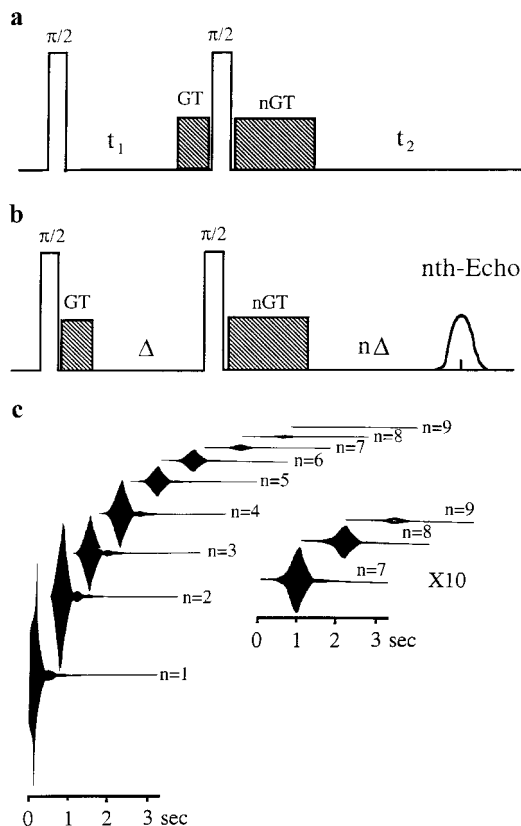 a
π/2 π/2
GT nGT
t₁ t₂
b
π/2 π/2
nth-Echo
GT nGT
Δ nΔ
c
n=9
n=8
n=7
n=6
n=5
n=4
n=3
n=2
n=1
0 1 2 3 sec
n=9
n=8
n=7
X10
0 1 2 3 sec